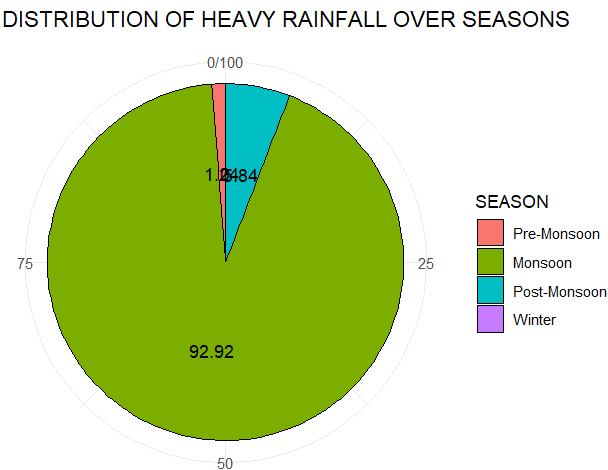 DISTRIBUTION OF HEAVY RAINFALL OVER SEASONS
0/100
75
25
50
92.92
SEASON
Pre-Monsoon
Monsoon
Post-Monsoon
Winter